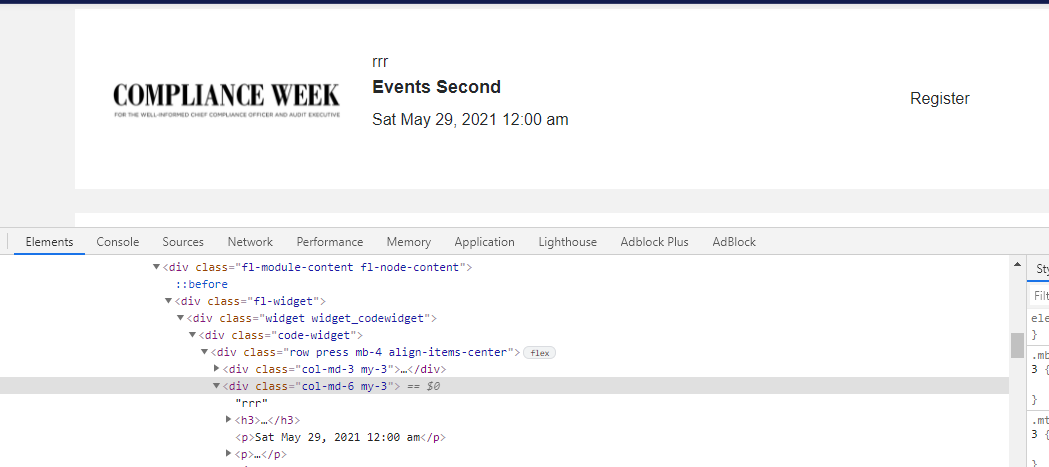 rrr
Events Second
COMPLIANCE WEEK
FOR THE WELL-INFORMED CHIEF COMPLIANCE OFFICER AND AUDIT EXECUTIVE
Sat May 29, 2021 12:00 am
Register
Elements Console Sources Network Performance Memory Application Lighthouse Adblock Plus AdBlock
<div class="fl-module-content fl-node-content">
::before
<div class="fl-widget">
<div class="widget widget_codewidget">
<div class="code-widget">
<div class="row press mb-4 align-items-center"> flex
<div class="col-md-3 my-3">…</div>
<div class="col-md-6 my-3"> == $0
"rrr"
<h3>…</h3>
<p>Sat May 29, 2021 12:00 am</p>
<p>…</p>
Sty
Filt
ele
}
.mb
3 {
}
.mt
3 {
}